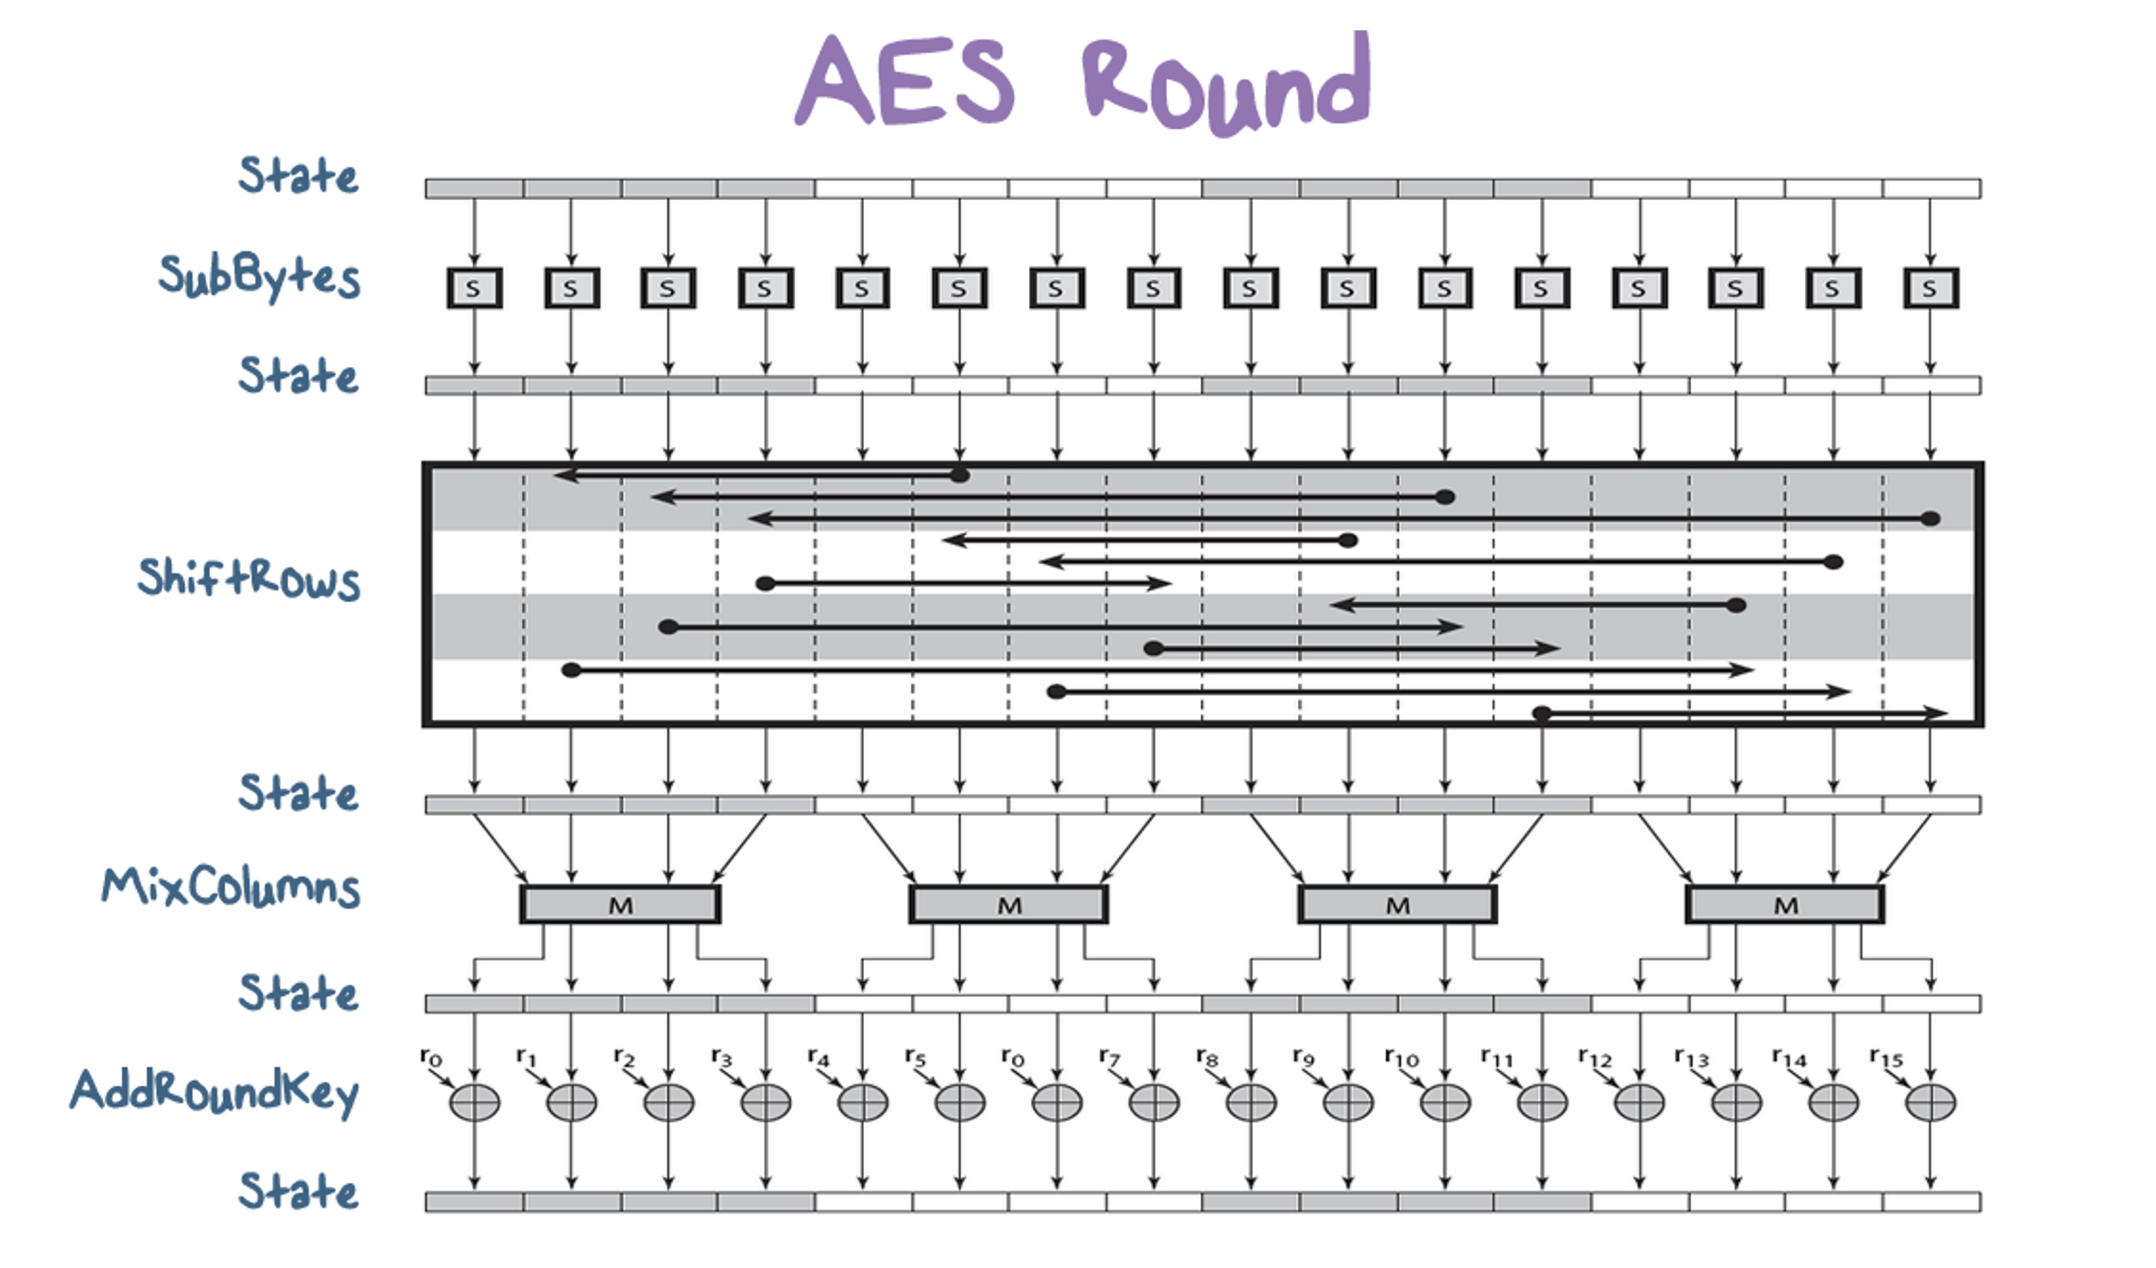 AES Round
State
SubBytes
S S S S S S S S S S S S S S S S
State
ShiftRows
State
MixColumns
M M M M
State
r0 r1 r2 r3 r4 r5 r0 r7 r8 r9 r10 r11 r12 r13 r14 r15
AddRoundKey
State